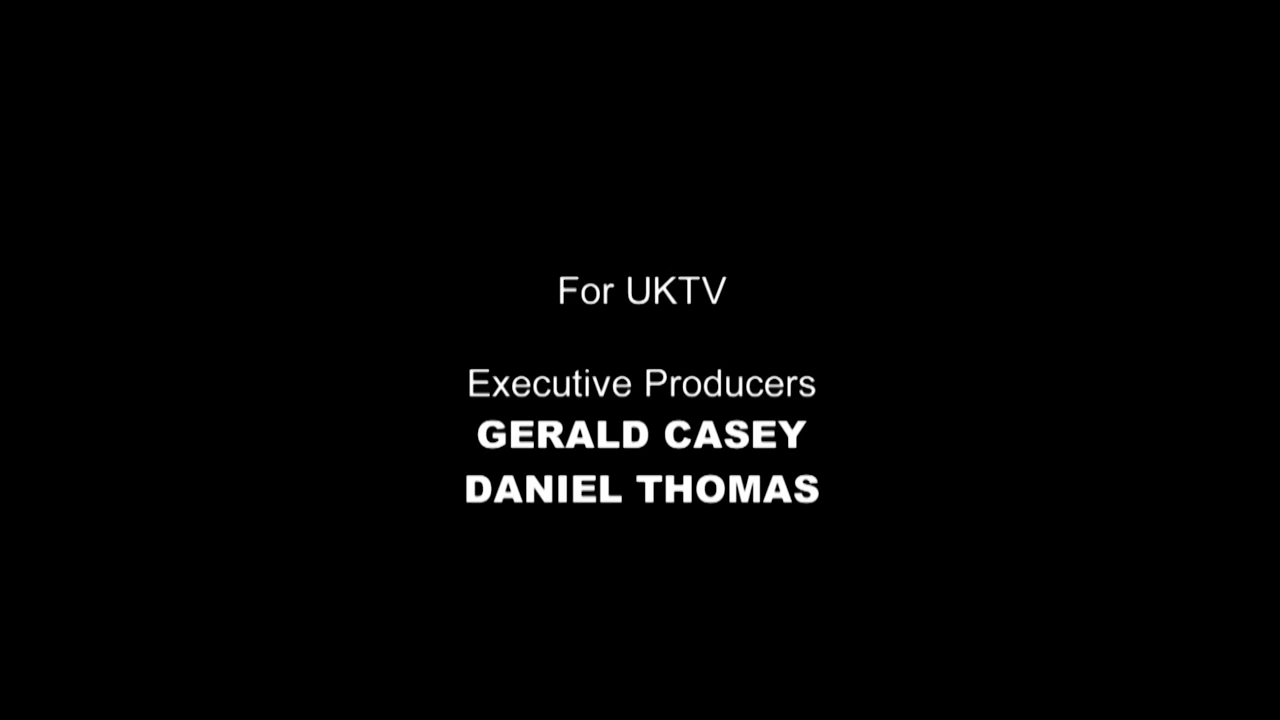 For UKTV
Executive Producers
GERALD CASEY
DANIEL THOMAS